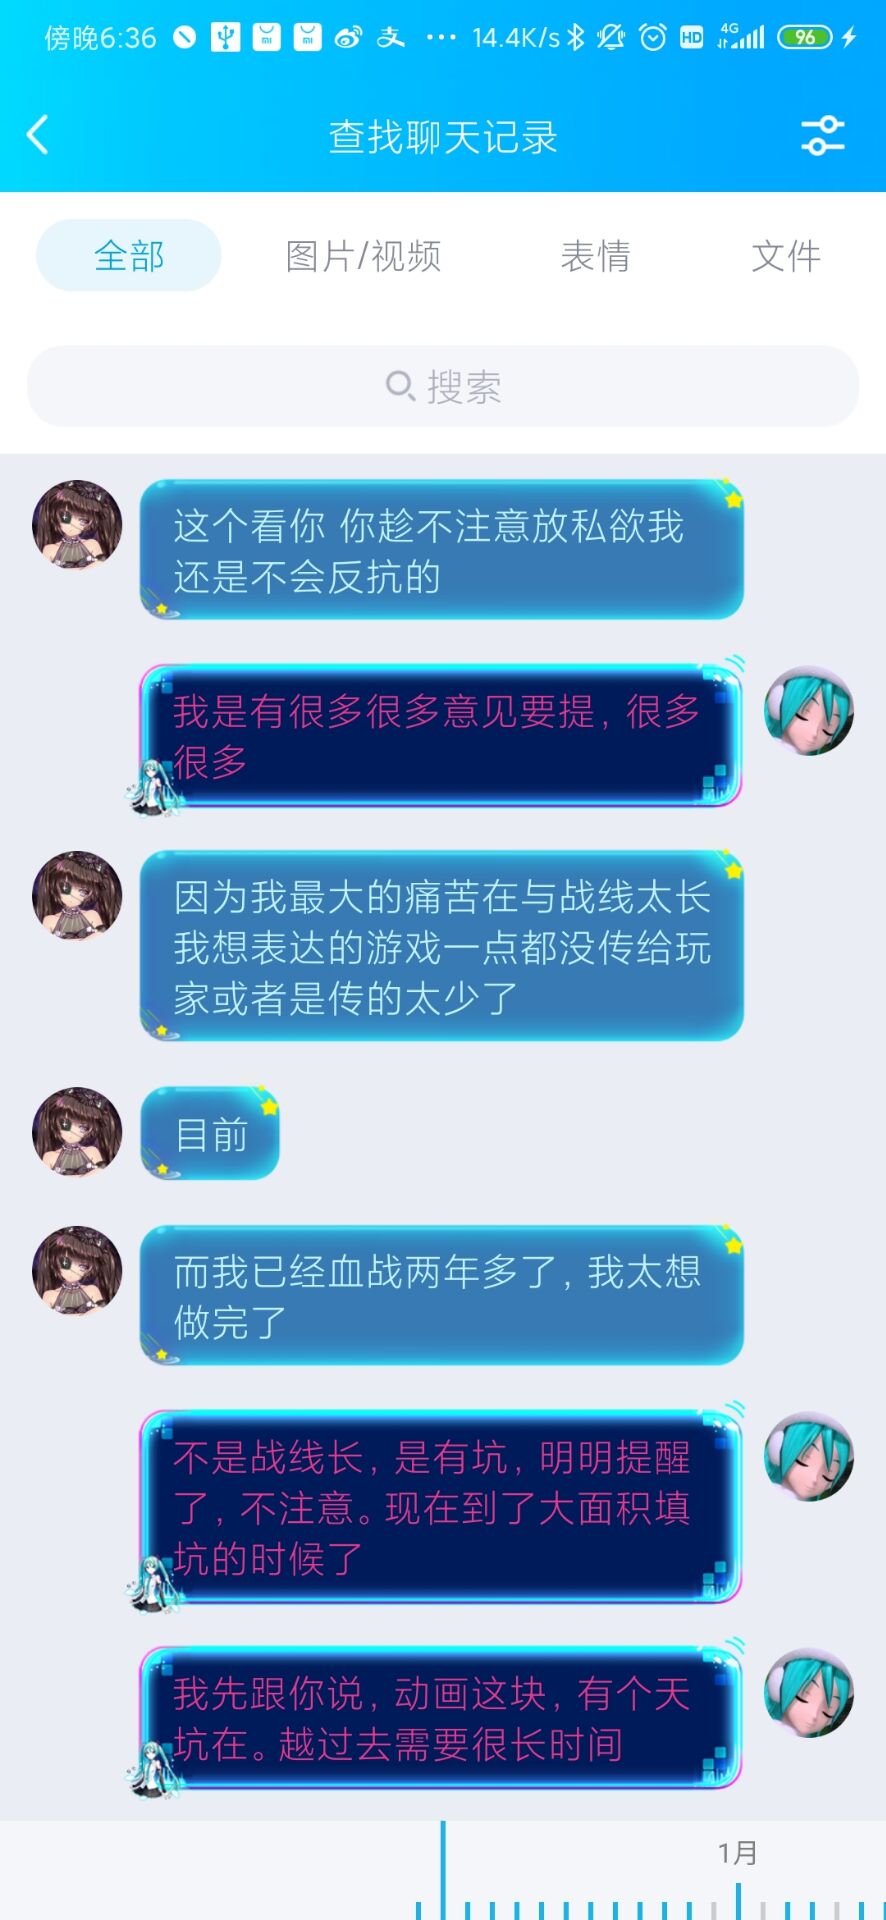 傍晚6:36
14.4K/s
HD
4G
96
查找聊天记录
全部
图片/视频
表情
文件
搜索
这个看你 你趁不注意放私欲我
还是不会反抗的
我是有很多很多意见要提，很多
很多
因为我最大的痛苦在与战线太长
我想表达的游戏一点都没传给玩
家或者是传的太少了
目前
而我已经血战两年多了，我太想
做完了
不是战线长，是有坑，明明提醒
了，不注意。现在到了大面积填
坑的时候了
我先跟你说，动画这块，有个天
坑在。越过去需要很长时间
1月